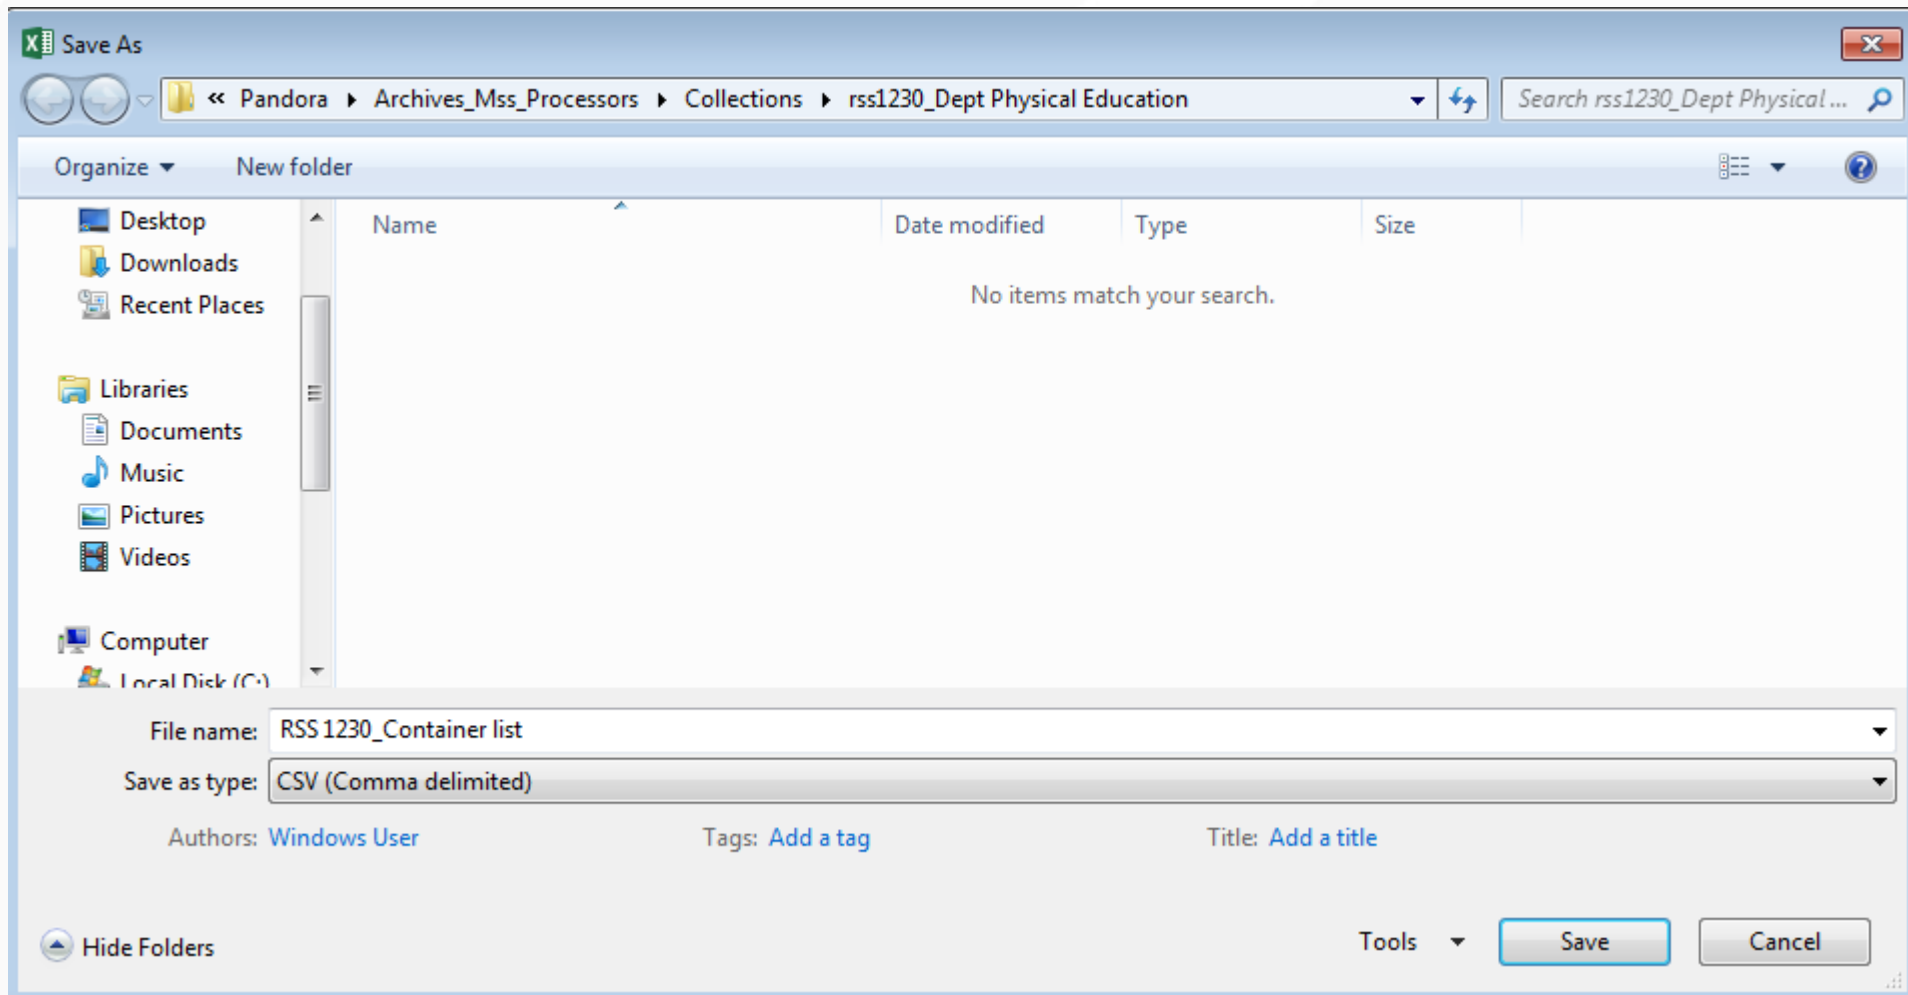 Save As
« Pandora ▸ Archives_Mss_Processors ▸ Collections ▸ rss1230_Dept Physical Education
Search rss1230_Dept Physical ...
Organize New folder
Desktop
Downloads
Recent Places
Libraries
Documents
Music
Pictures
Videos
Computer
Local Disk (C:)
Name Date modified Type Size
No items match your search.
File name: RSS 1230_Container list
Save as type: CSV (Comma delimited)
Authors: Windows User Tags: Add a tag Title: Add a title
Hide Folders Tools Save Cancel